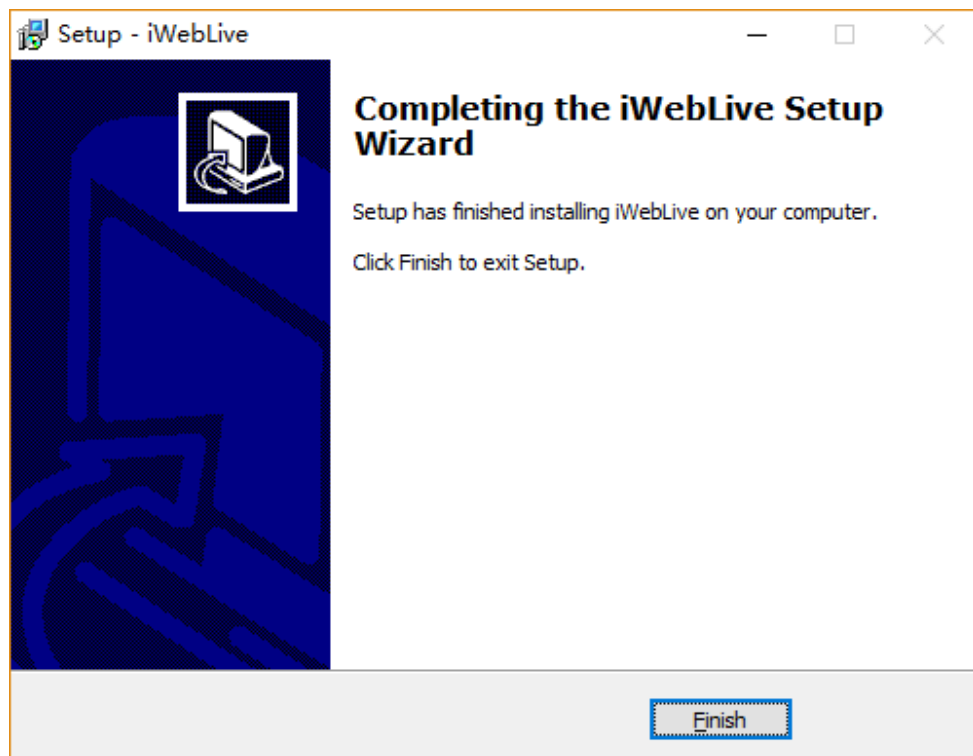 Setup - iWebLive
Completing the iWebLive Setup
Wizard
Setup has finished installing iWebLive on your computer.
Click Finish to exit Setup.
Finish